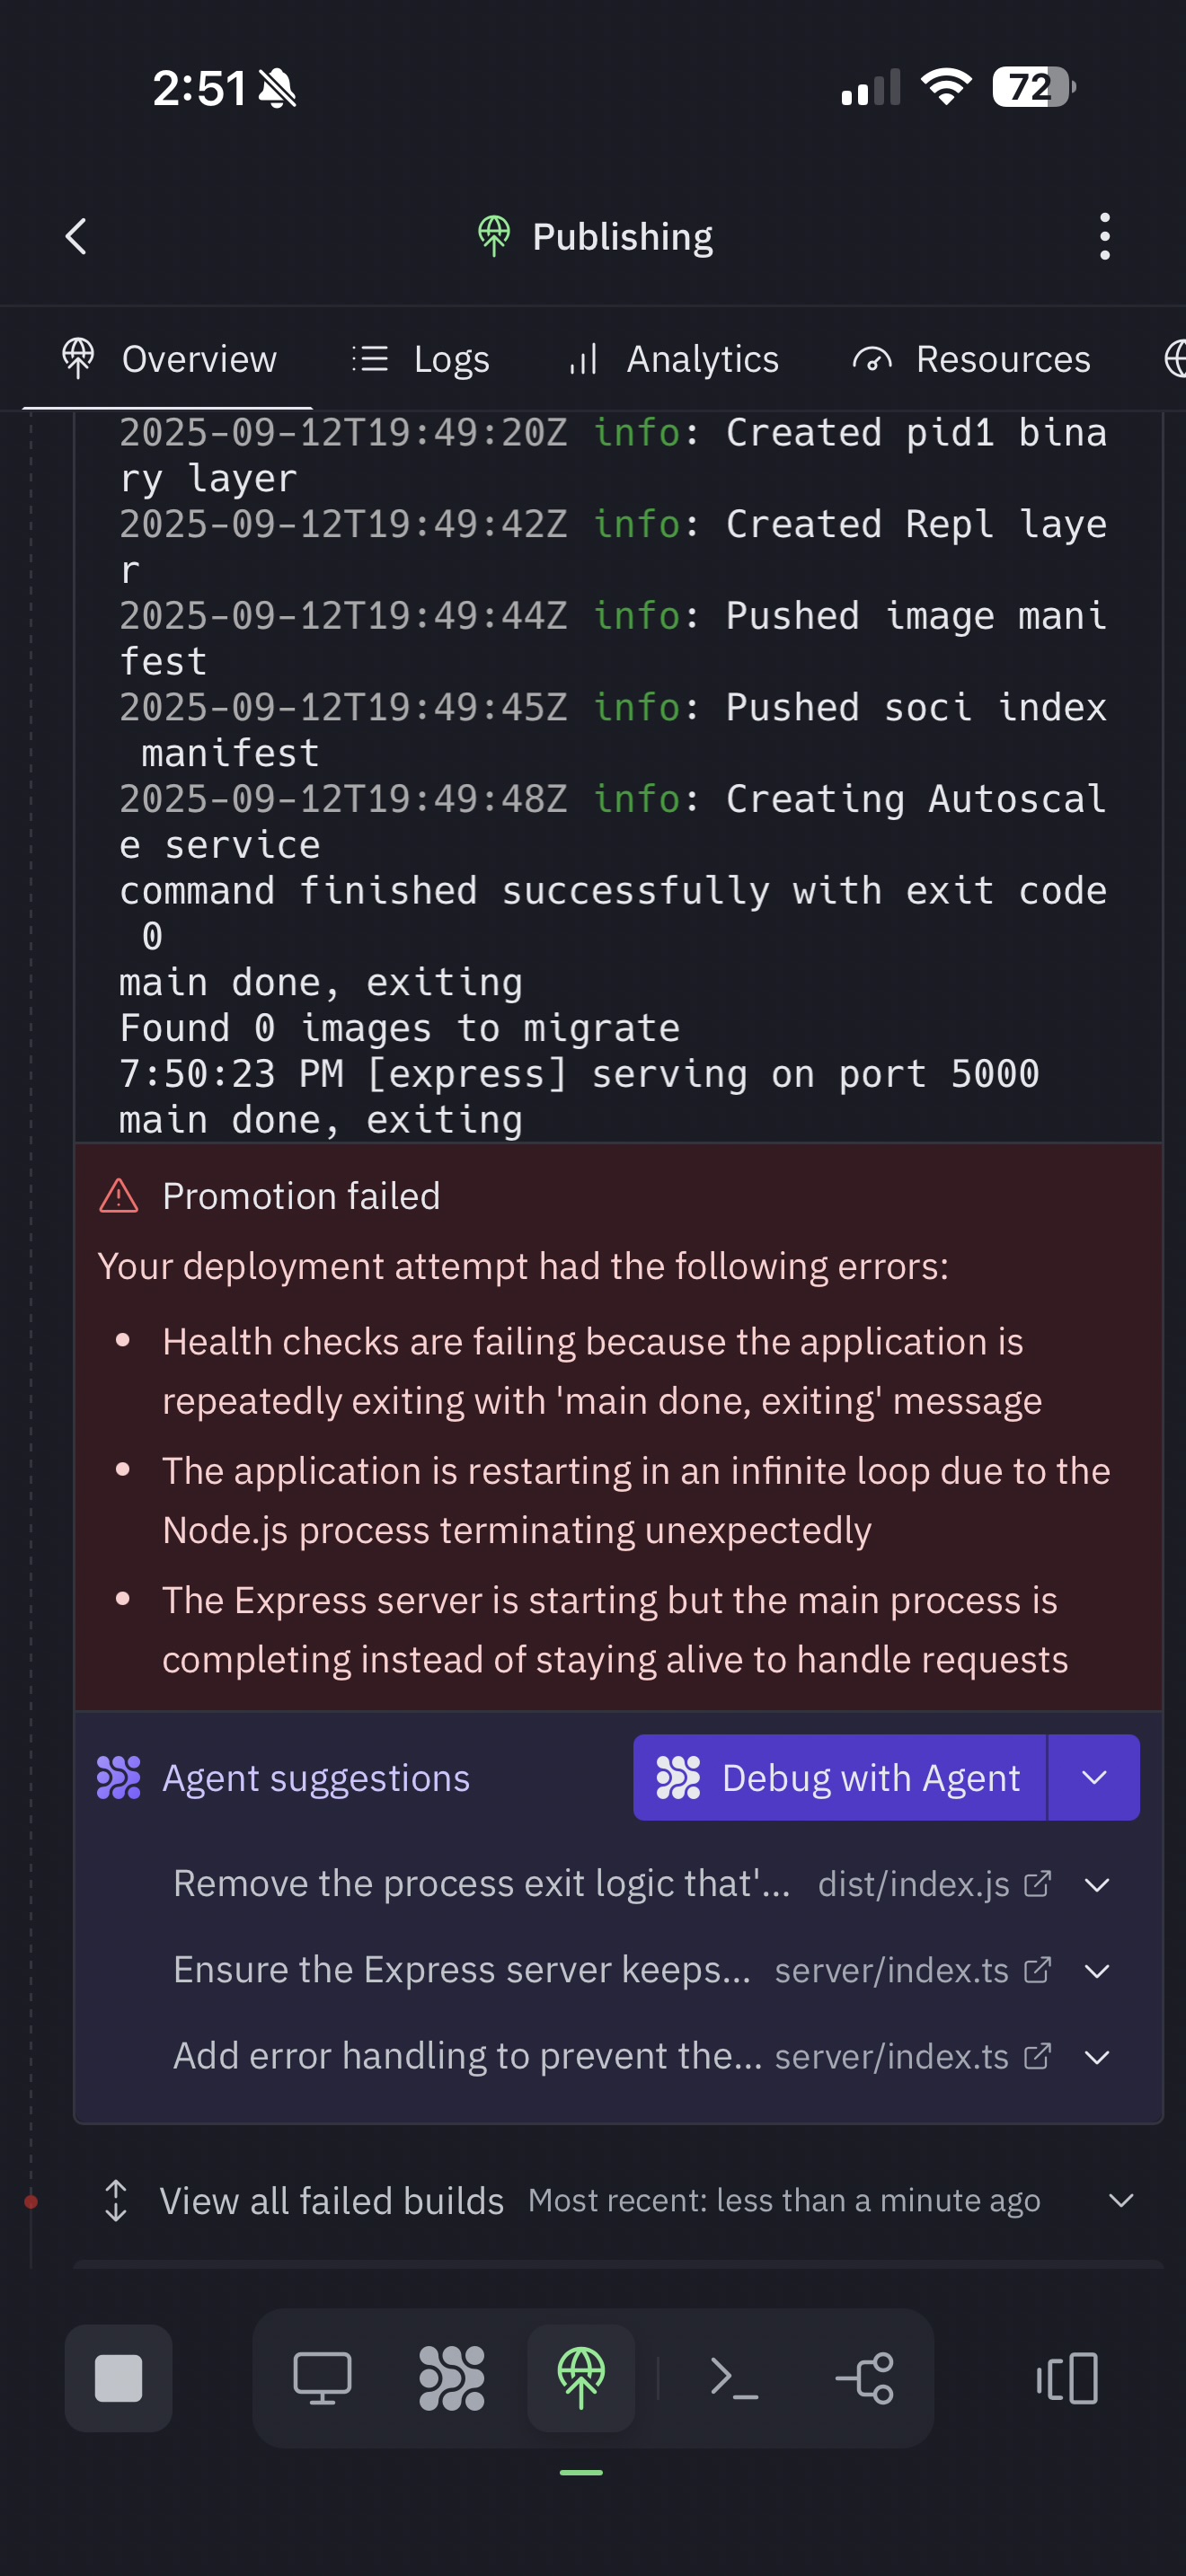 2:51
72
Publishing
Overview
Logs
Analytics
Resources
2025-09-12T19:49:20Z info: Created pid1 bina
ry layer
2025-09-12T19:49:42Z info: Created Repl laye
r
2025-09-12T19:49:44Z info: Pushed image mani
fest
2025-09-12T19:49:45Z info: Pushed soci index
 manifest
2025-09-12T19:49:48Z info: Creating Autoscal
e service
command finished successfully with exit code
 0
main done, exiting
Found 0 images to migrate
7:50:23 PM [express] serving on port 5000
main done, exiting
Promotion failed
Your deployment attempt had the following errors:
• Health checks are failing because the application is
repeatedly exiting with 'main done, exiting' message
• The application is restarting in an infinite loop due to the
Node.js process terminating unexpectedly
• The Express server is starting but the main process is
completing instead of staying alive to handle requests
Agent suggestions
Debug with Agent
Remove the process exit logic that'... dist/index.js
Ensure the Express server keeps... server/index.ts
Add error handling to prevent the... server/index.ts
View all failed builds Most recent: less than a minute ago